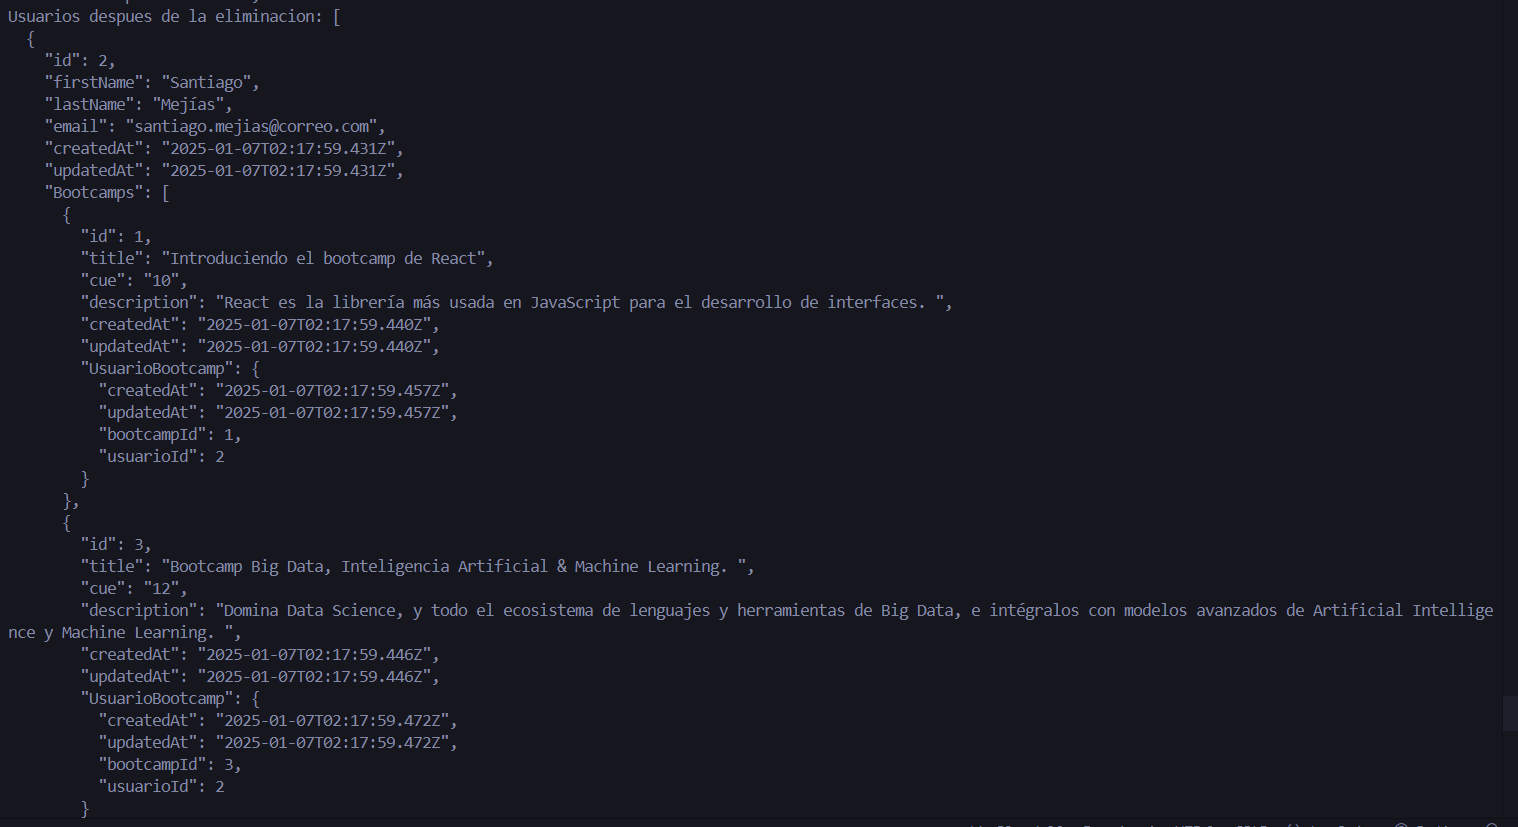 Usuarios despues de la eliminacion: [
  {
    "id": 2,
    "firstName": "Santiago",
    "lastName": "Mejías",
    "email": "santiago.mejias@correo.com",
    "createdAt": "2025-01-07T02:17:59.431Z",
    "updatedAt": "2025-01-07T02:17:59.431Z",
    "Bootcamps": [
      {
        "id": 1,
        "title": "Introduciendo el bootcamp de React",
        "cue": "10",
        "description": "React es la librería más usada en JavaScript para el desarrollo de interfaces. ",
        "createdAt": "2025-01-07T02:17:59.440Z",
        "updatedAt": "2025-01-07T02:17:59.440Z",
        "UsuarioBootcamp": {
          "createdAt": "2025-01-07T02:17:59.457Z",
          "updatedAt": "2025-01-07T02:17:59.457Z",
          "bootcampId": 1,
          "usuarioId": 2
        }
      },
      {
        "id": 3,
        "title": "Bootcamp Big Data, Inteligencia Artificial & Machine Learning. ",
        "cue": "12",
        "description": "Domina Data Science, y todo el ecosistema de lenguajes y herramientas de Big Data, e intégralos con modelos avanzados de Artificial Intellige
nce y Machine Learning. ",
        "createdAt": "2025-01-07T02:17:59.446Z",
        "updatedAt": "2025-01-07T02:17:59.446Z",
        "UsuarioBootcamp": {
          "createdAt": "2025-01-07T02:17:59.472Z",
          "updatedAt": "2025-01-07T02:17:59.472Z",
          "bootcampId": 3,
          "usuarioId": 2
        }